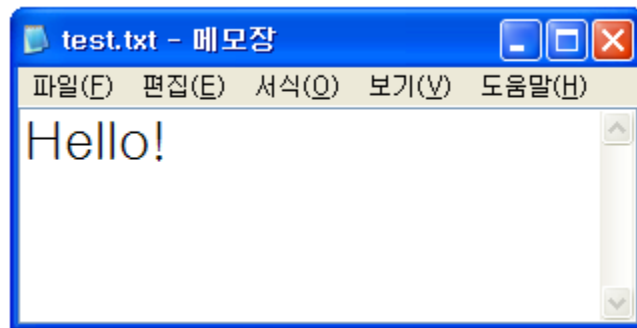 test.txt - 메모장
파일(F) 편집(E) 서식(O) 보기(V) 도움말(H)
Hello!